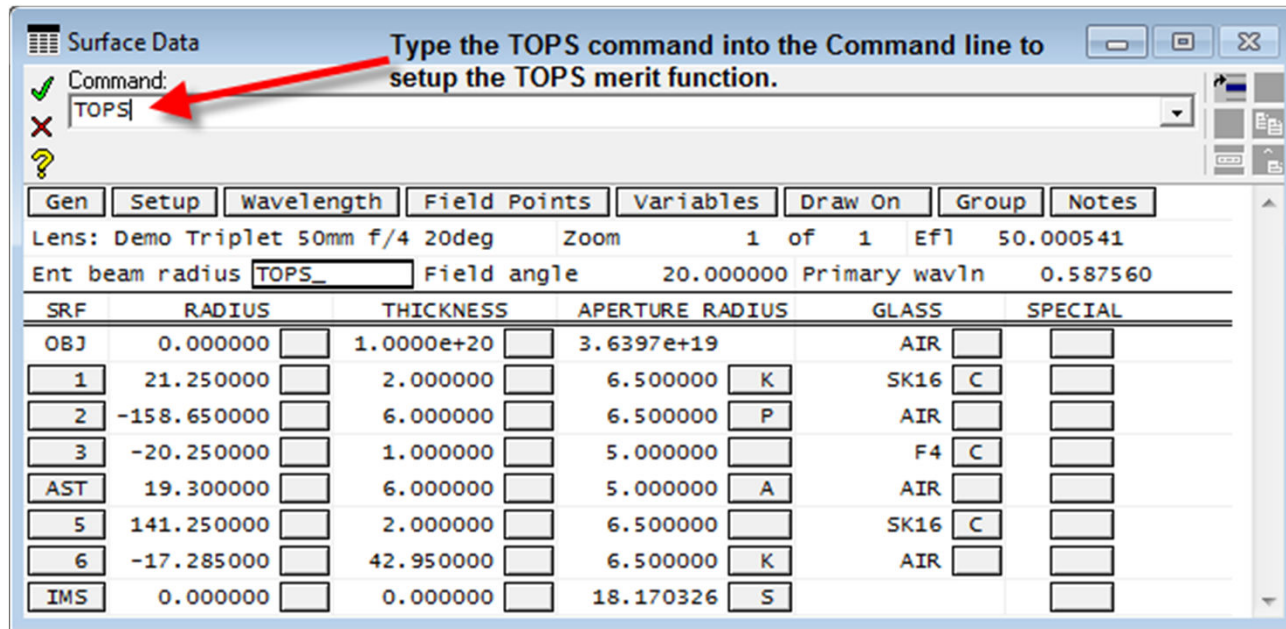 Surface Data
Type the TOPS command into the Command line to
setup the TOPS merit function.
Command:
TOPS
Gen Setup Wavelength Field Points Variables Draw On Group Notes
Lens: Demo Triplet 50mm f/4 20deg Zoom 1 of 1 Efl 50.000541
Ent beam radius TOPS_ Field angle 20.000000 Primary wavln 0.587560
SRF RADIUS THICKNESS APERTURE RADIUS GLASS SPECIAL
OBJ 0.000000 1.0000e+20 3.6397e+19 AIR
1 21.250000 2.000000 6.500000 K SK16 C
2 -158.650000 6.000000 6.500000 P AIR
3 -20.250000 1.000000 5.000000 F4 C
AST 19.300000 6.000000 5.000000 A AIR
5 141.250000 2.000000 6.500000 SK16 C
6 -17.285000 42.950000 6.500000 K AIR
IMS 0.000000 0.000000 18.170326 S